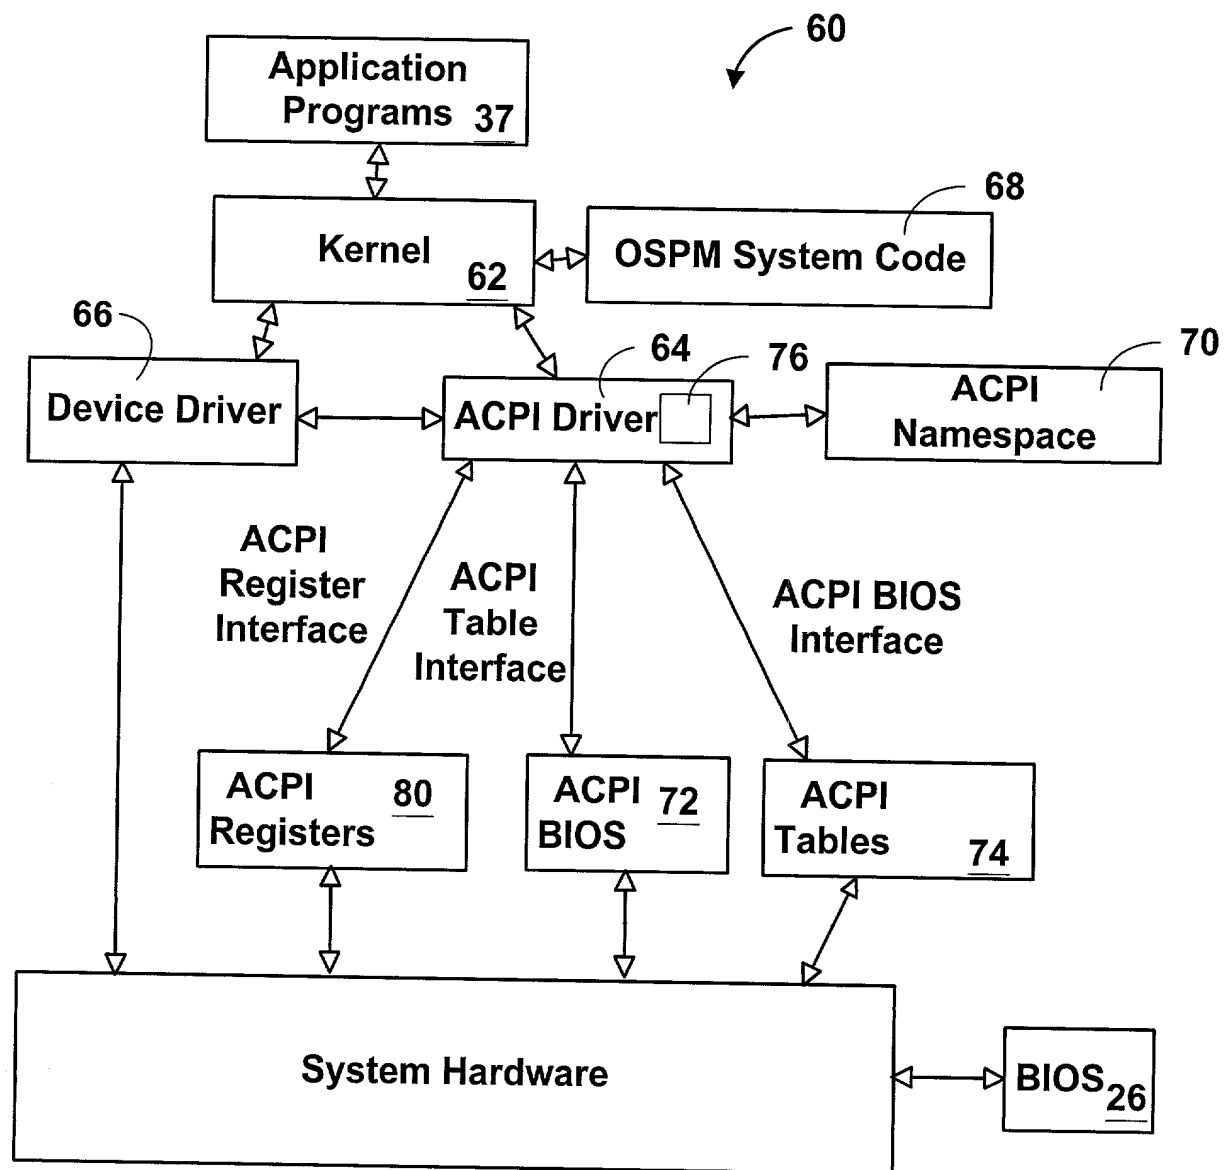 60
Application
Programs 37
68
Kernel 62
OSPM System Code
66
64
76
70
Device Driver
ACPI Driver
ACPI
Namespace
ACPI
Register
Interface
ACPI
Table
Interface
ACPI BIOS
Interface
ACPI 80
Registers
ACPI 72
BIOS
ACPI
Tables 74
System Hardware
BIOS 26